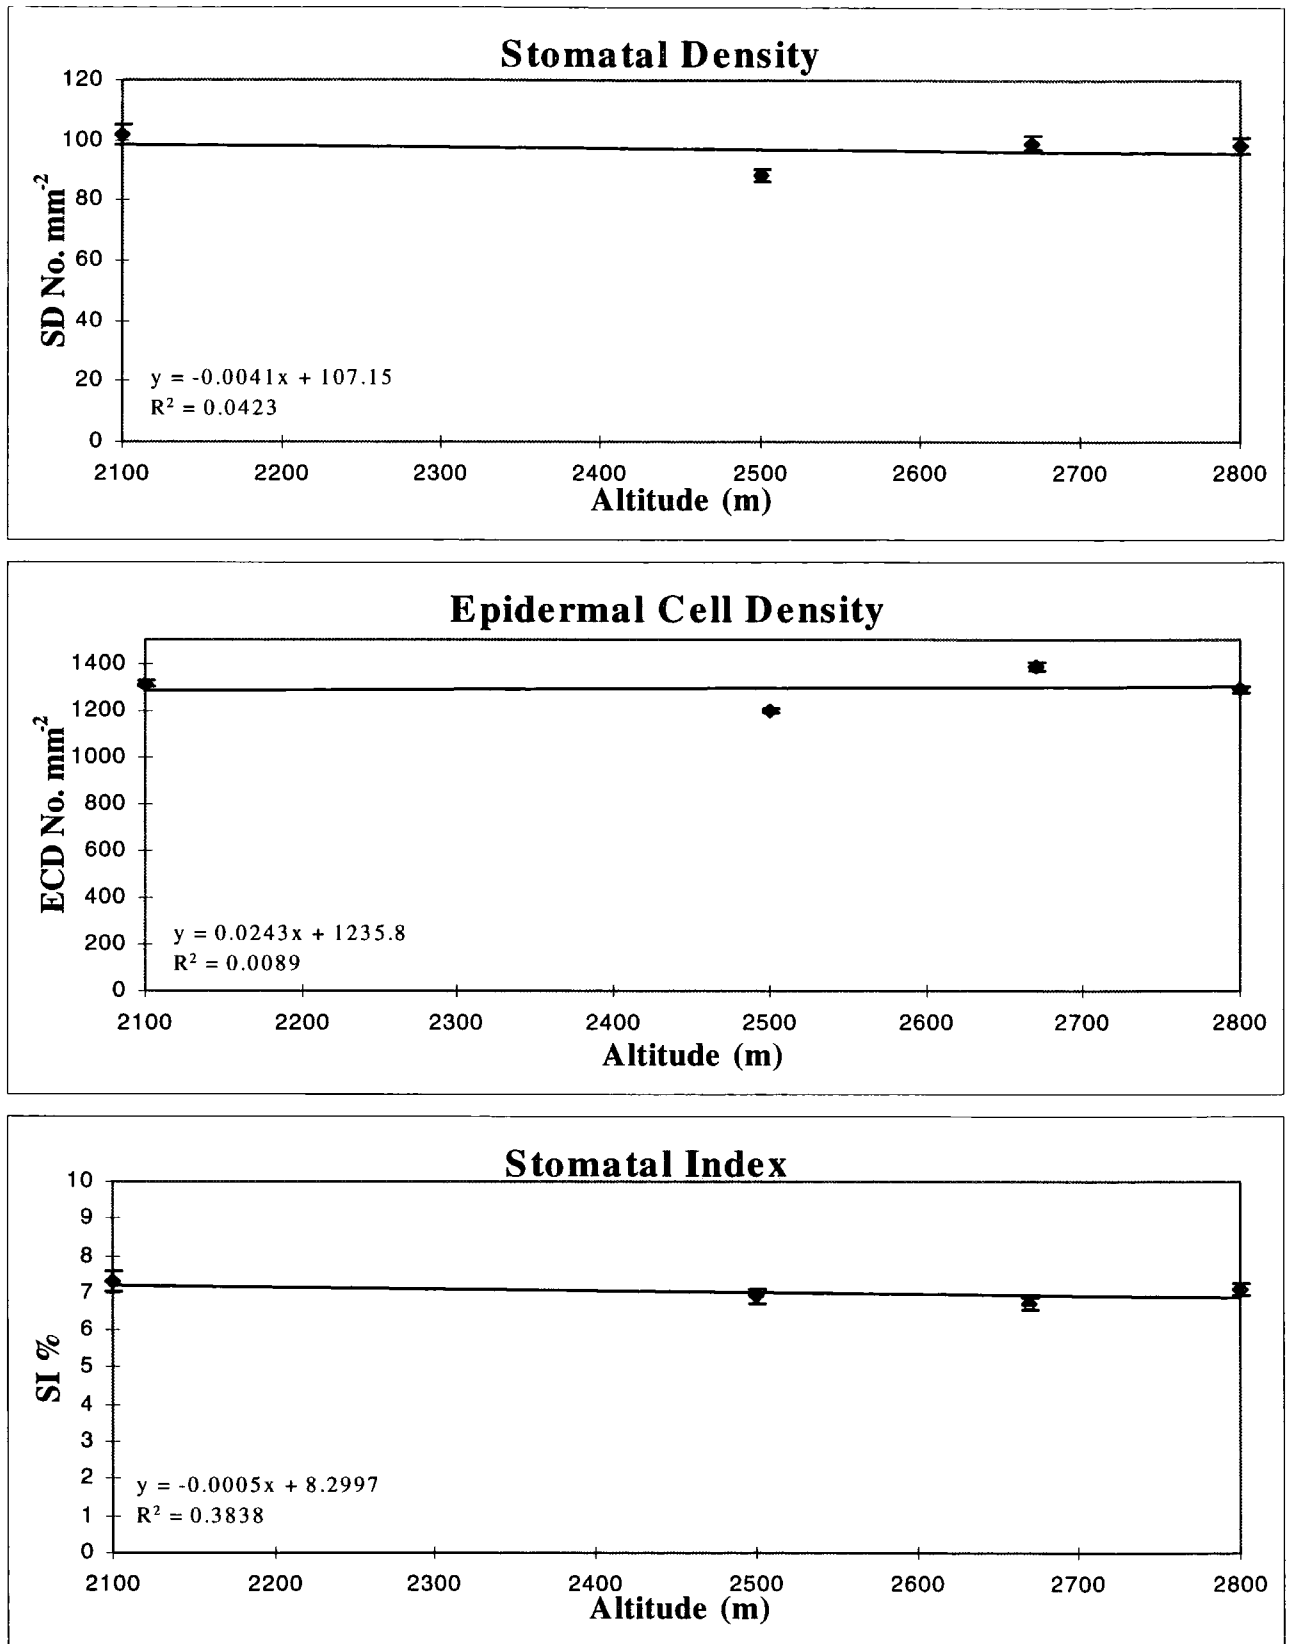 Stomatal Density
120
100
80
60
40
20
0
SD No. mm⁻²
y = -0.0041x + 107.15
R² = 0.0423
2100 2200 2300 2400 2500 2600 2700 2800
Altitude (m)
Epidermal Cell Density
1400
1200
1000
800
600
400
200
0
ECD No. mm⁻²
y = 0.0243x + 1235.8
R² = 0.0089
2100 2200 2300 2400 2500 2600 2700 2800
Altitude (m)
Stomatal Index
10
9
8
7
6
5
4
3
2
1
0
SI %
y = -0.0005x + 8.2997
R² = 0.3838
2100 2200 2300 2400 2500 2600 2700 2800
Altitude (m)